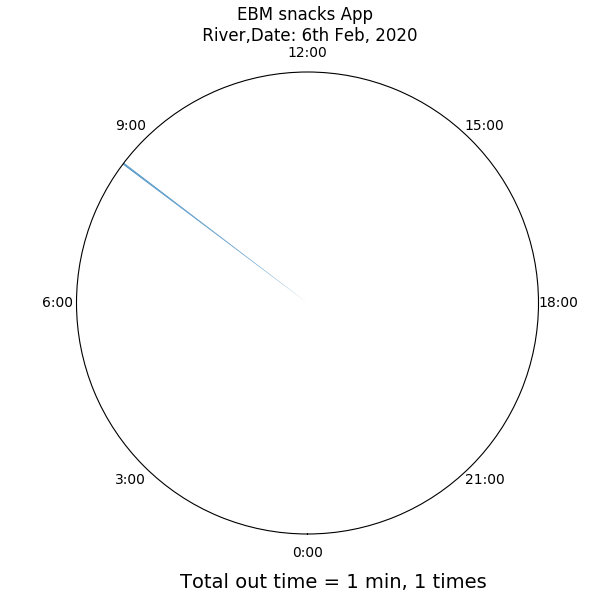 EBM snacks App
River,Date: 6th Feb, 2020
12:00
9:00
15:00
6:00
18:00
3:00
21:00
0:00
Total out time = 1 min, 1 times